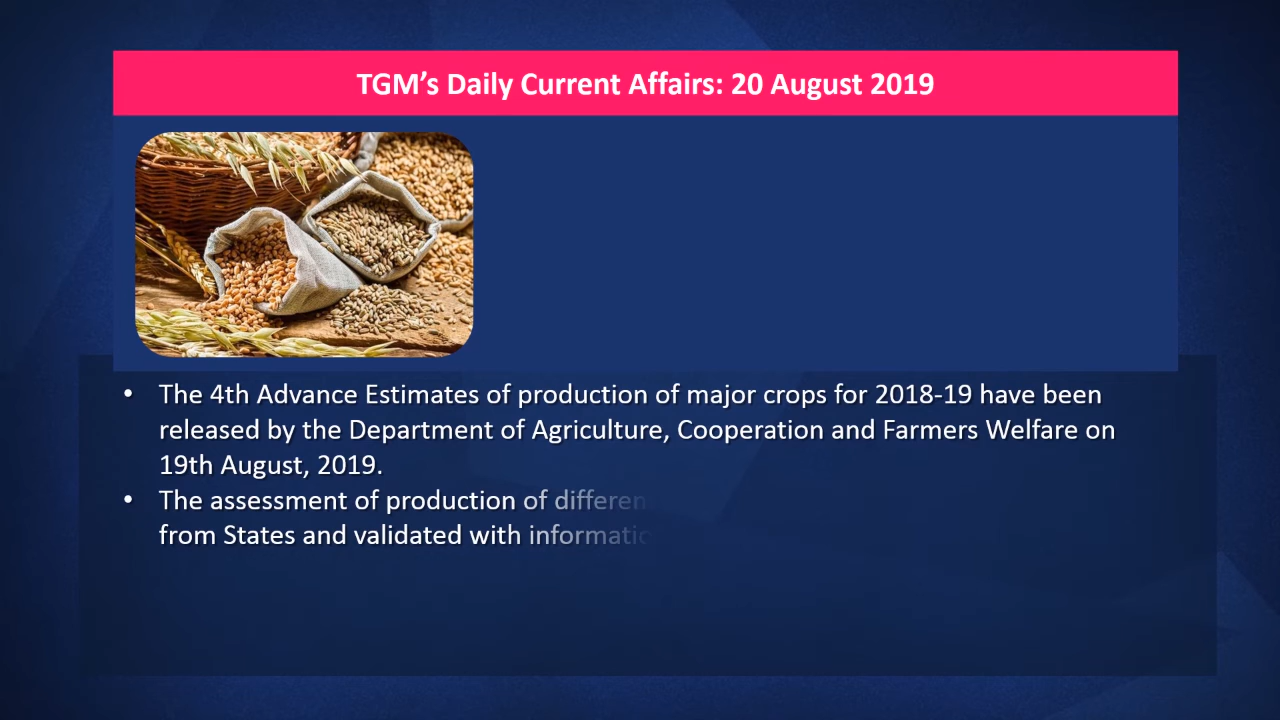 TGM’s Daily Current Affairs: 20 August 2019
• The 4th Advance Estimates of production of major crops for 2018-19 have been
released by the Department of Agriculture, Cooperation and Farmers Welfare on
19th August, 2019.
• The assessment of production of differen
from States and validated with informatic